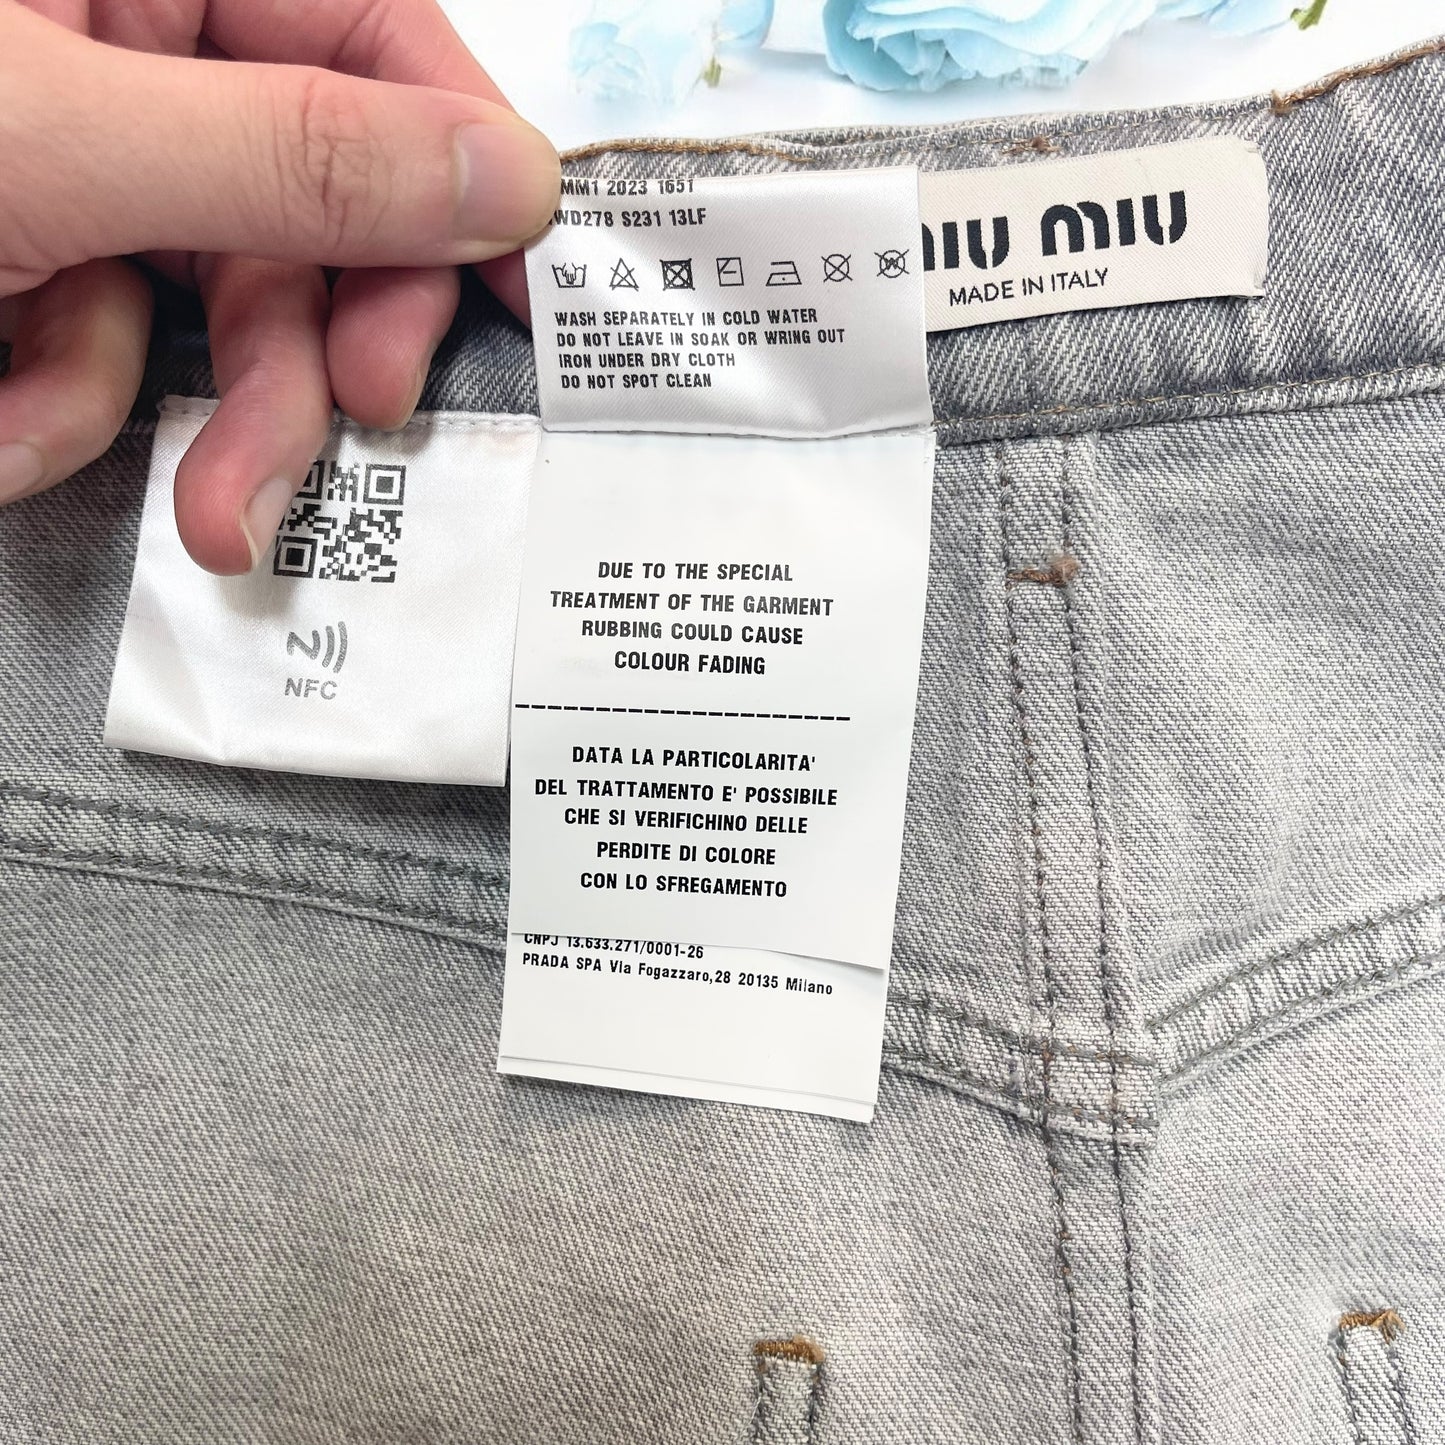 MM1 2023 1651
WD278 S231 13LF
WASH SEPARATELY IN COLD WATER
DO NOT LEAVE IN SOAK OR WRING OUT
IRON UNDER DRY CLOTH
DO NOT SPOT CLEAN
MIU
MADE IN ITALY
NFC
DUE TO THE SPECIAL
TREATMENT OF THE GARMENT
RUBBING COULD CAUSE
COLOUR FADING
DATA LA PARTICOLARITA'
DEL TRATTAMENTO E' POSSIBILE
CHE SI VERIFICHINO DELLE
PERDITE DI COLORE
CON LO SFREGAMENTO
CNPJ 13.633.271/0001-26
PRADA SPA Via Fogazzaro,28 20135 Milano